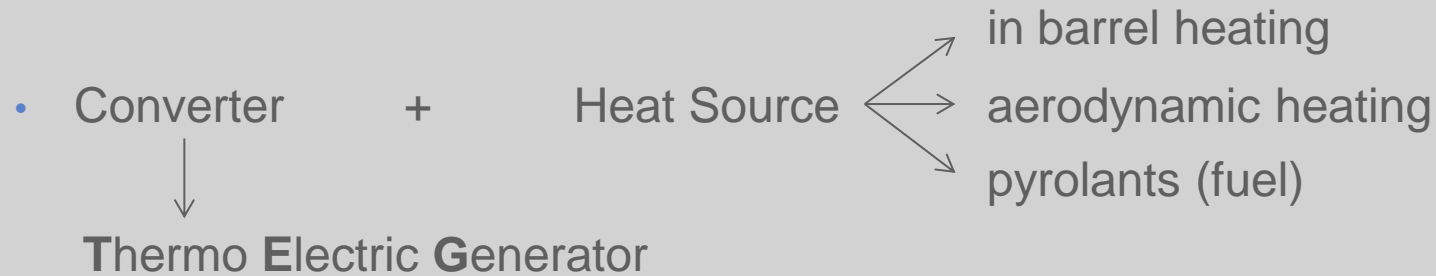 in barrel heating
• Converter + Heat Source
aerodynamic heating
pyrolants (fuel)
Thermo Electric Generator